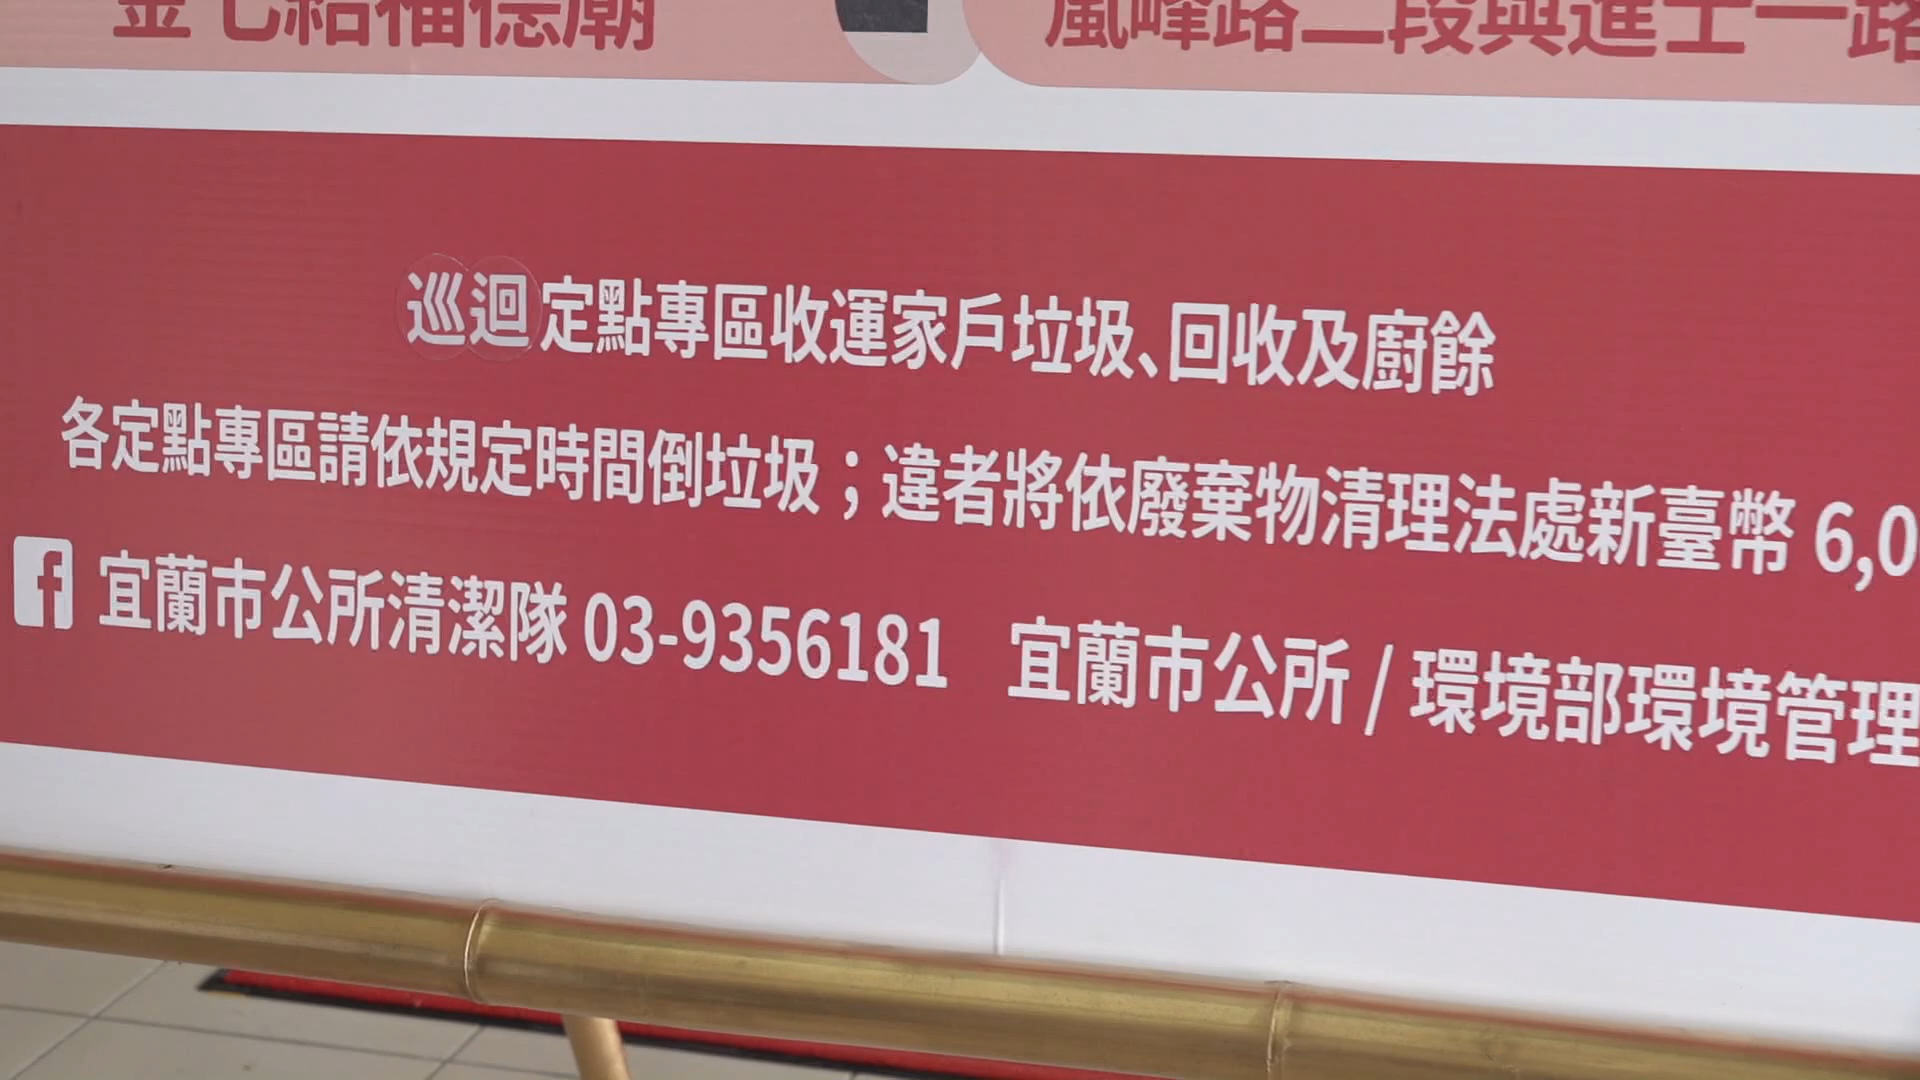 金七結福德廟
嵐峰路二段與進士一路
巡迴定點專區收運家戶垃圾、回收及廚餘
各定點專區請依規定時間倒垃圾；違者將依廢棄物清理法處新臺幣 6,0
宜蘭市公所清潔隊 03-9356181 宜蘭市公所 / 環境部環境管理